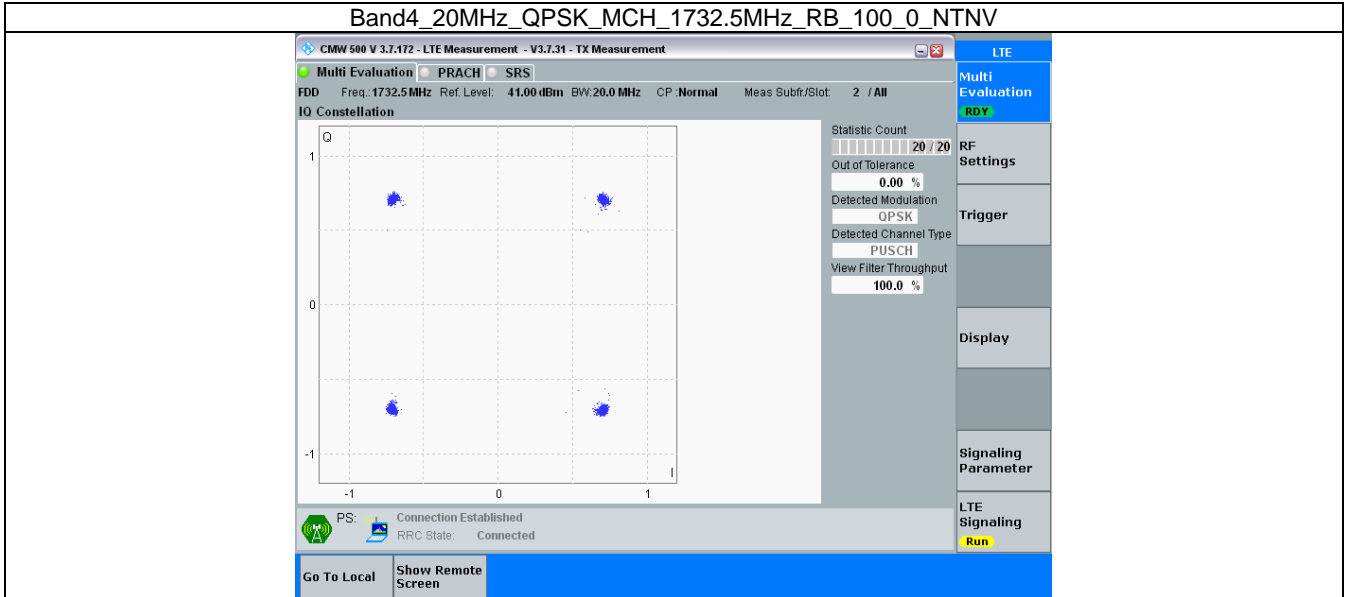 Band4_20MHz_QPSK_MCH_1732.5MHz_RB_100_0_NTNV
CMW 500 V 3.7.172 - LTE Measurement - V3.7.31 - TX Measurement
LTE
Multi Evaluation PRACH SRS
Multi
Evaluation
RDY
FDD Freq.:1732.5 MHz Ref. Level: 41.00 dBm BW:20.0 MHz CP :Normal Meas Subfr./Slot: 2 / All
IQ Constellation
Q
1
0
-1
I
-1 0 1
Statistic Count
20 / 20
Out of Tolerance
0.00 %
Detected Modulation
QPSK
Detected Channel Type
PUSCH
View Filter Throughput
100.0 %
RF
Settings
Trigger
Display
Signaling
Parameter
LTE
Signaling
Run
PS: Connection Established
RRC State: Connected
Go To Local
Show Remote
Screen